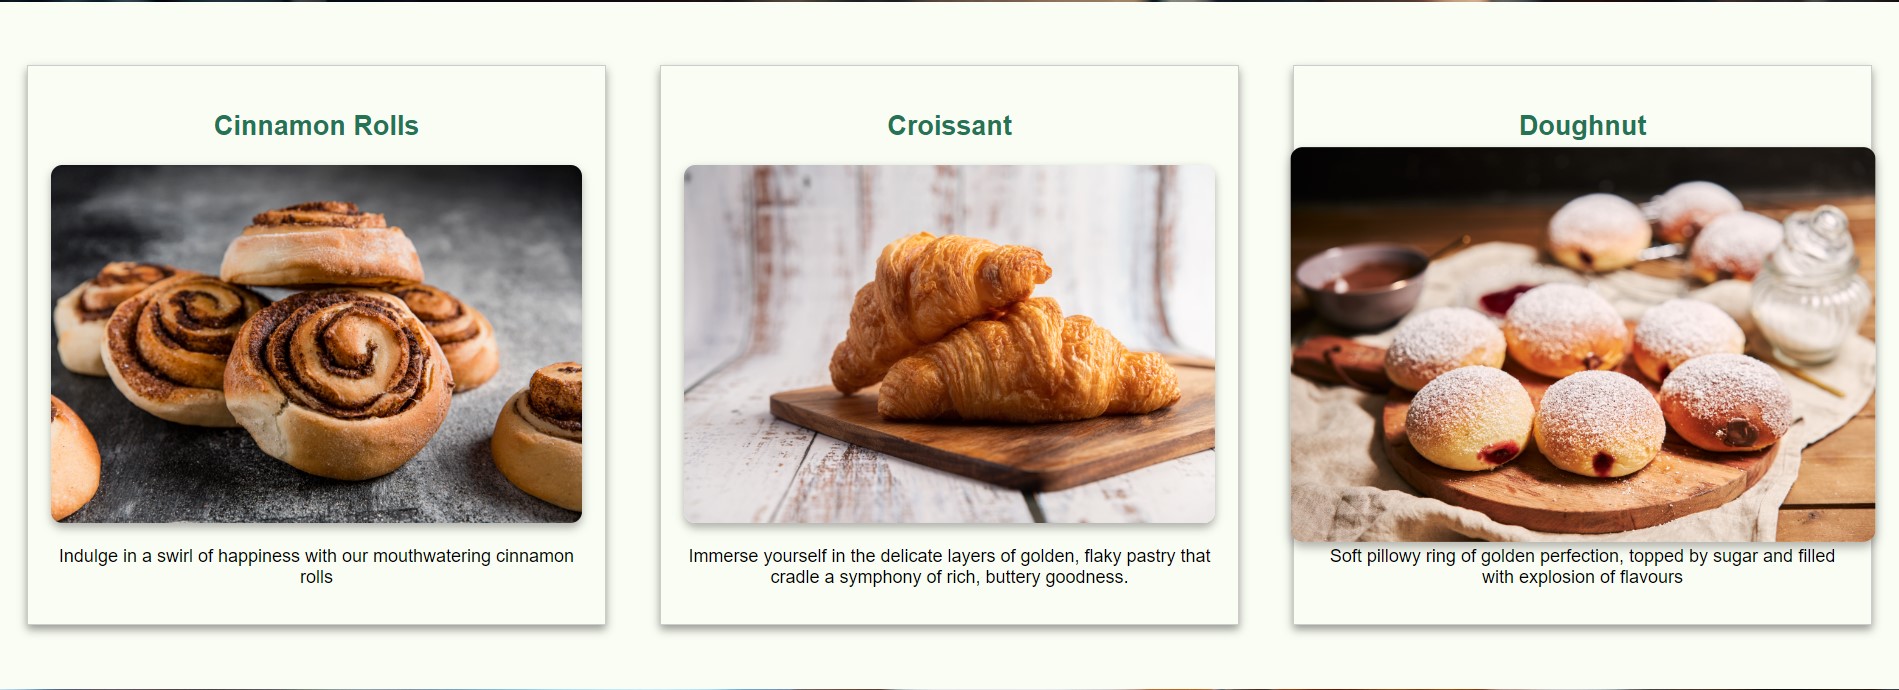 Cinnamon Rolls
Indulge in a swirl of happiness with our mouthwatering cinnamon
rolls
Croissant
Immerse yourself in the delicate layers of golden, flaky pastry that
cradle a symphony of rich, buttery goodness.
Doughnut
Soft pillowy ring of golden perfection, topped by sugar and filled
with explosion of flavours